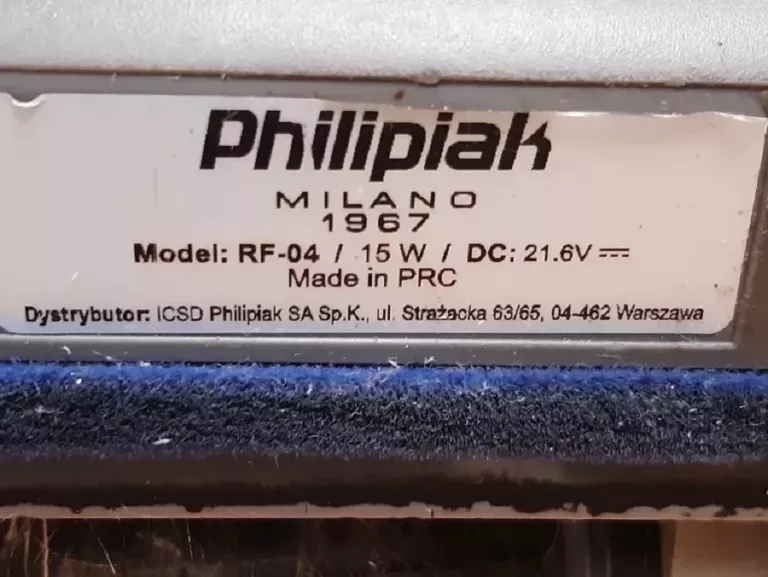 Philipiak
MILANO
1967
Model: RF-04 / 15 W / DC: 21.6V ⎓
Made in PRC
Dystrybutor: ICSD Philipiak SA Sp.K., ul. Strażacka 63/65, 04-462 Warszawa